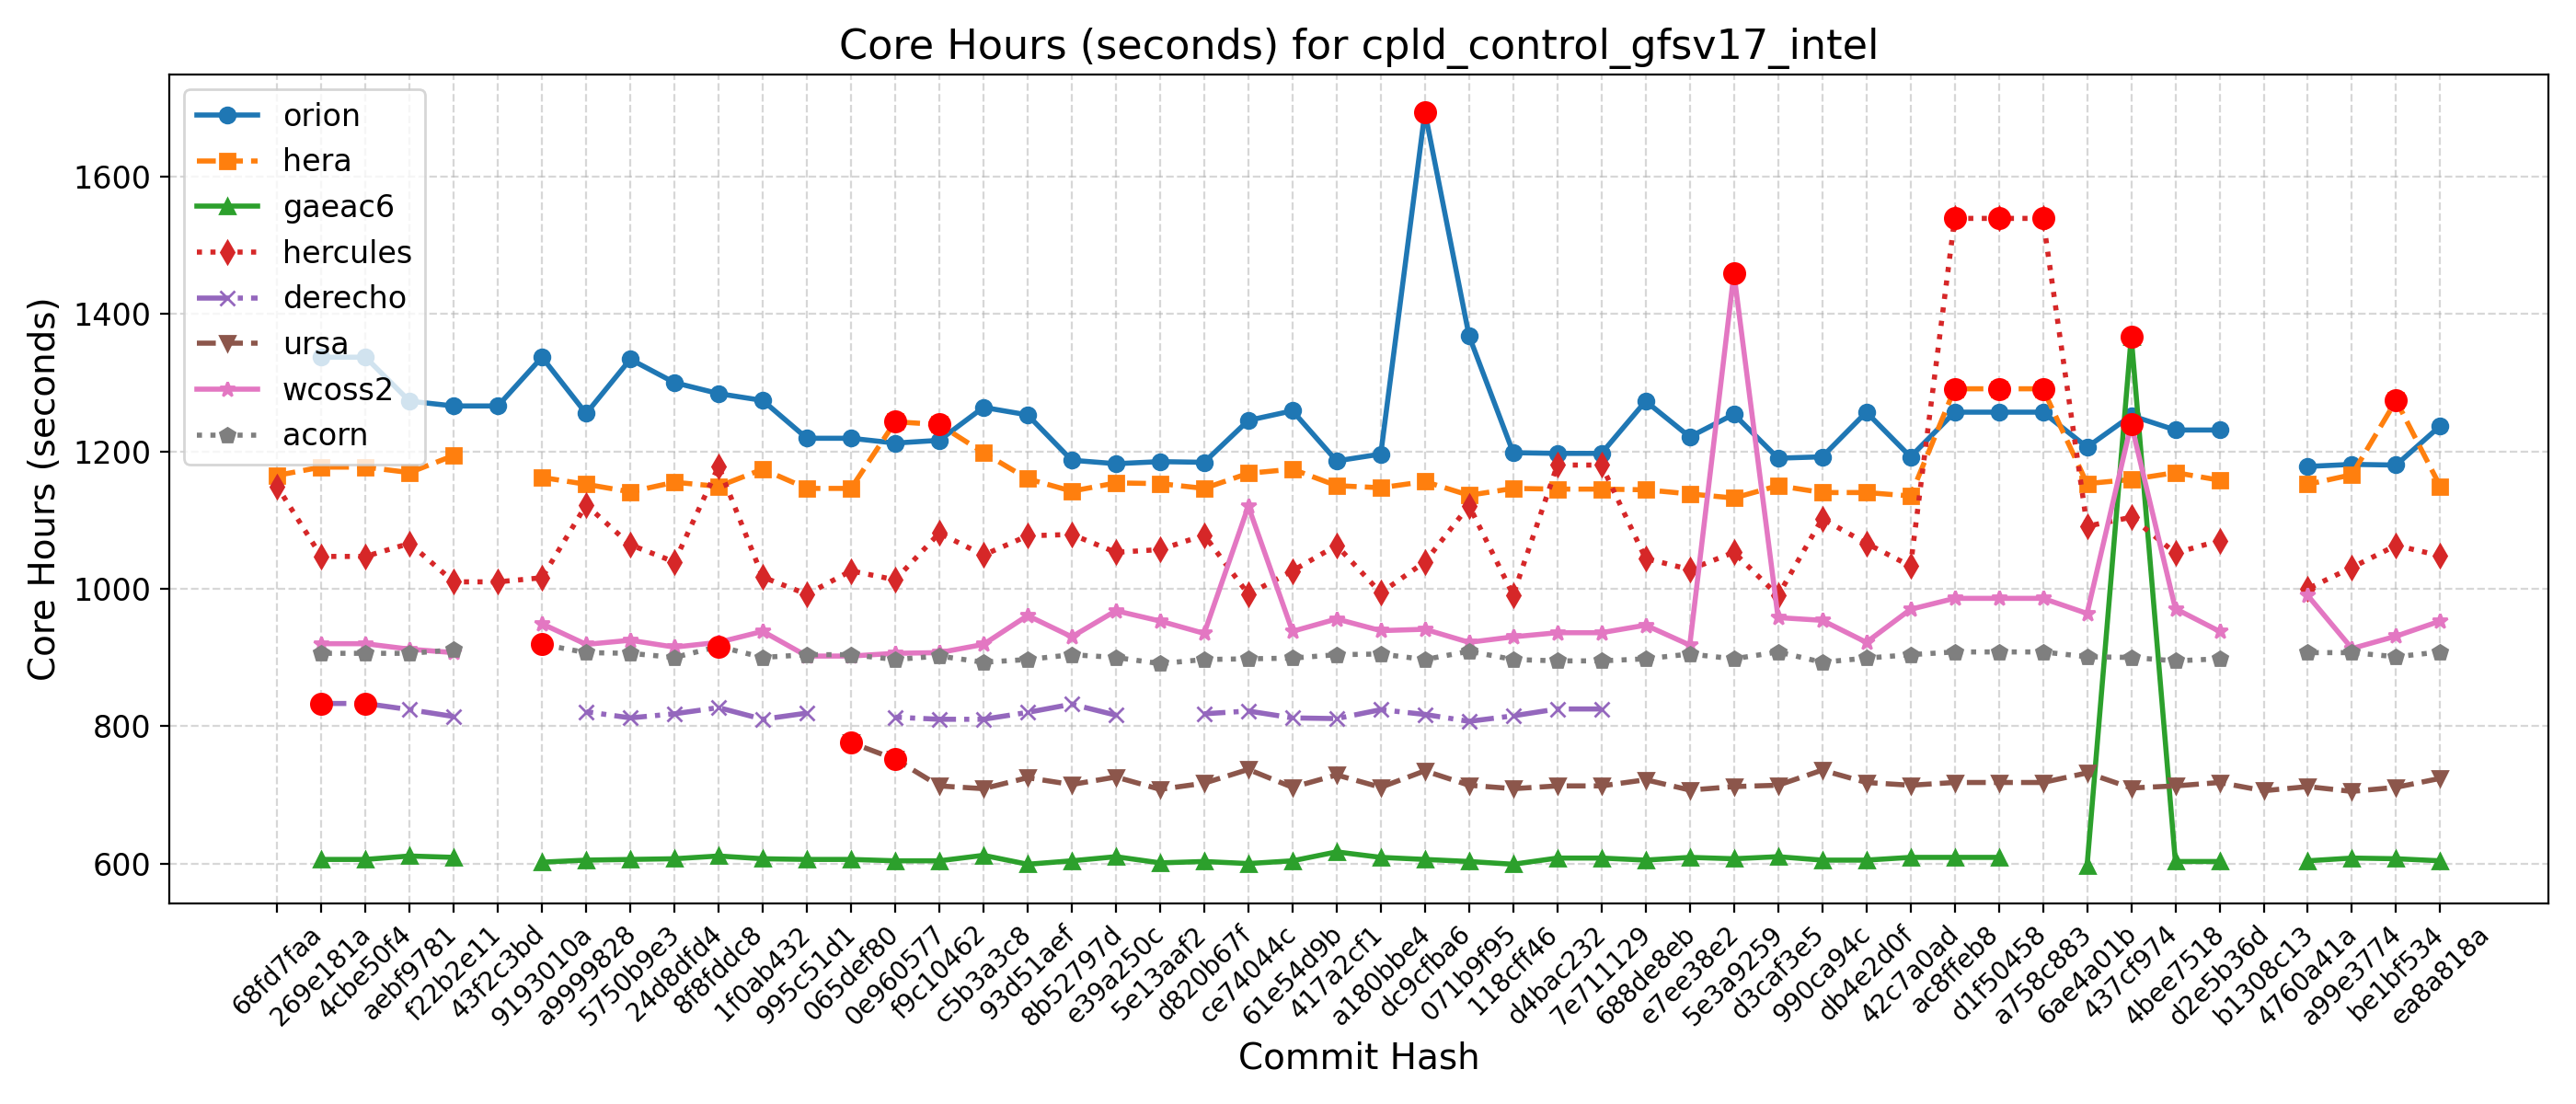 Core Hours (seconds) for cpld_control_gfsv17_intel
orion
hera
gaeac6
hercules
derecho
ursa
wcoss2
acorn
Core Hours (seconds)
1600
1400
1200
1000
800
600
68fd7faa
269e181a
4cbe50f4
aebf9781
f22b2e11
43f2c3bd
9193010a
a9999828
5750b9e3
24d8dfd4
8f8fddc8
1f0ab432
995c51d1
065def80
0e960577
f9c10462
c5b3a3c8
93d51aef
8b52797d
e39a250c
5e13aaf2
d820b67f
ce74044c
61e54d9b
417a2cf1
a180bbe4
dc9cfba6
071b9f95
118cff46
d4bac232
7e711129
688de8eb
e7ee38e2
5e3a9259
d3caf3e5
990ca94c
db4e2d0f
42c7a0ad
ac8ffeb8
d1f50458
a758c883
6ae4a01b
437cf974
4bee7518
d2e5b36d
b1308c13
4760a41a
a99e3774
be1bf534
ea8a818a
Commit Hash